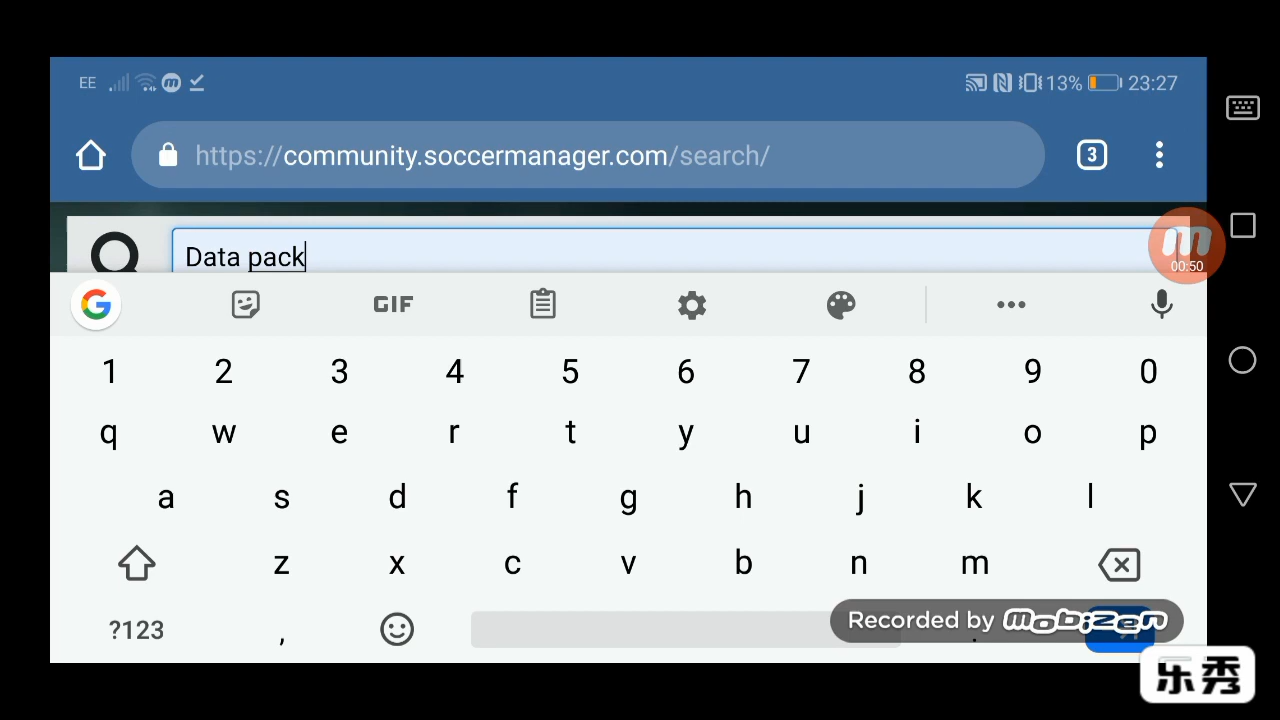 EE 13% 23:27
https://community.soccermanager.com/search/ 3
Data pack
00:50
GIF
1 2 3 4 5 6 7 8 9 0
q w e r t y u i o p
a s d f g h j k l
z x c v b n m
?123 , .
Recorded by mobizen
乐秀